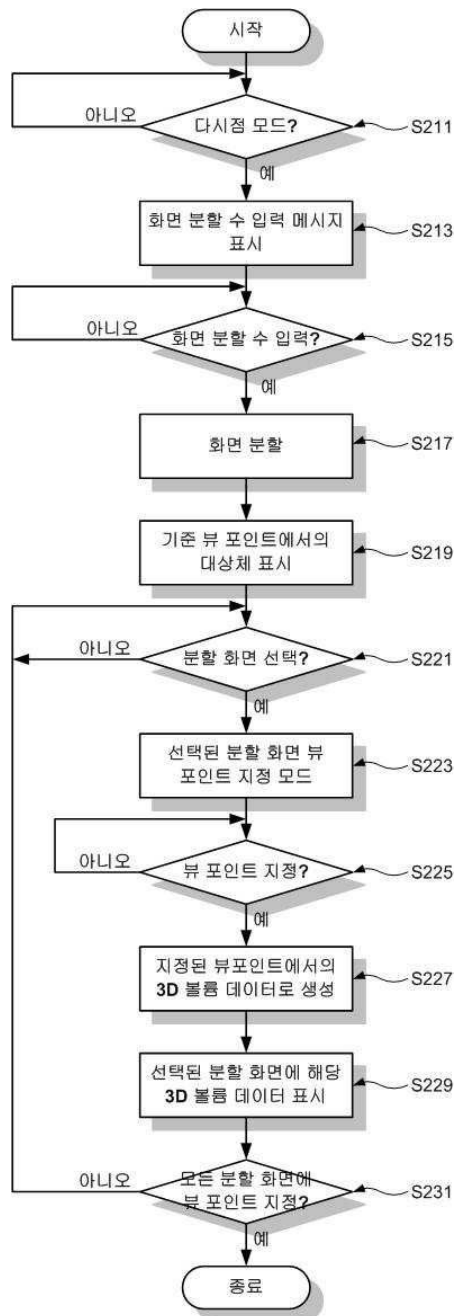 시작
아니오
다시점 모드?
S211
예
화면 분할 수 입력 메시지
표시
S213
아니오
화면 분할 수 입력?
S215
예
화면 분할
S217
기준 뷰 포인트에서의
대상체 표시
S219
아니오
분할 화면 선택?
S221
예
선택된 분할 화면 뷰
포인트 지정 모드
S223
아니오
뷰 포인트 지정?
S225
예
지정된 뷰포인트에서의
3D 볼륨 데이터로 생성
S227
선택된 분할 화면에 해당
3D 볼륨 데이터 표시
S229
아니오
모든 분할 화면에
뷰 포인트 지정?
S231
예
종료